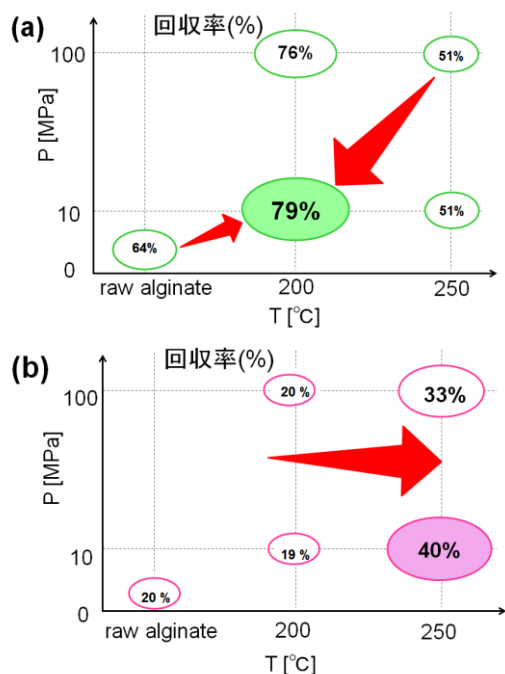 (a)
回収率(%)
100
76%
51%
P [MPa]
10
79%
51%
64%
0
raw alginate
200
250
T [℃]
(b)
回収率(%)
100
20 %
33%
P [MPa]
10
19 %
40%
20 %
0
raw alginate
200
250
T [℃]